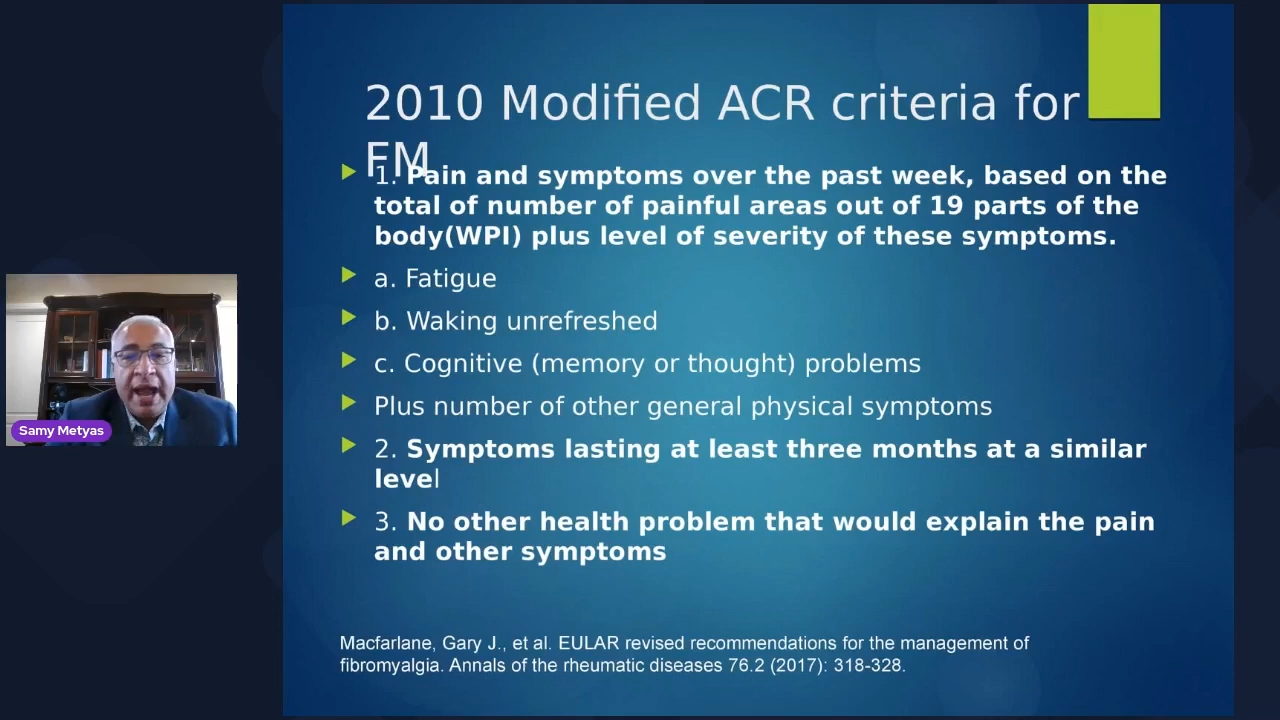 2010 Modified ACR criteria for
FM
1. Pain and symptoms over the past week, based on the
total of number of painful areas out of 19 parts of the
body(WPI) plus level of severity of these symptoms.
a. Fatigue
b. Waking unrefreshed
c. Cognitive (memory or thought) problems
Plus number of other general physical symptoms
2. Symptoms lasting at least three months at a similar
level
3. No other health problem that would explain the pain
and other symptoms
Macfarlane, Gary J., et al. EULAR revised recommendations for the management of
fibromyalgia. Annals of the rheumatic diseases 76.2 (2017): 318-328.
Samy Metyas